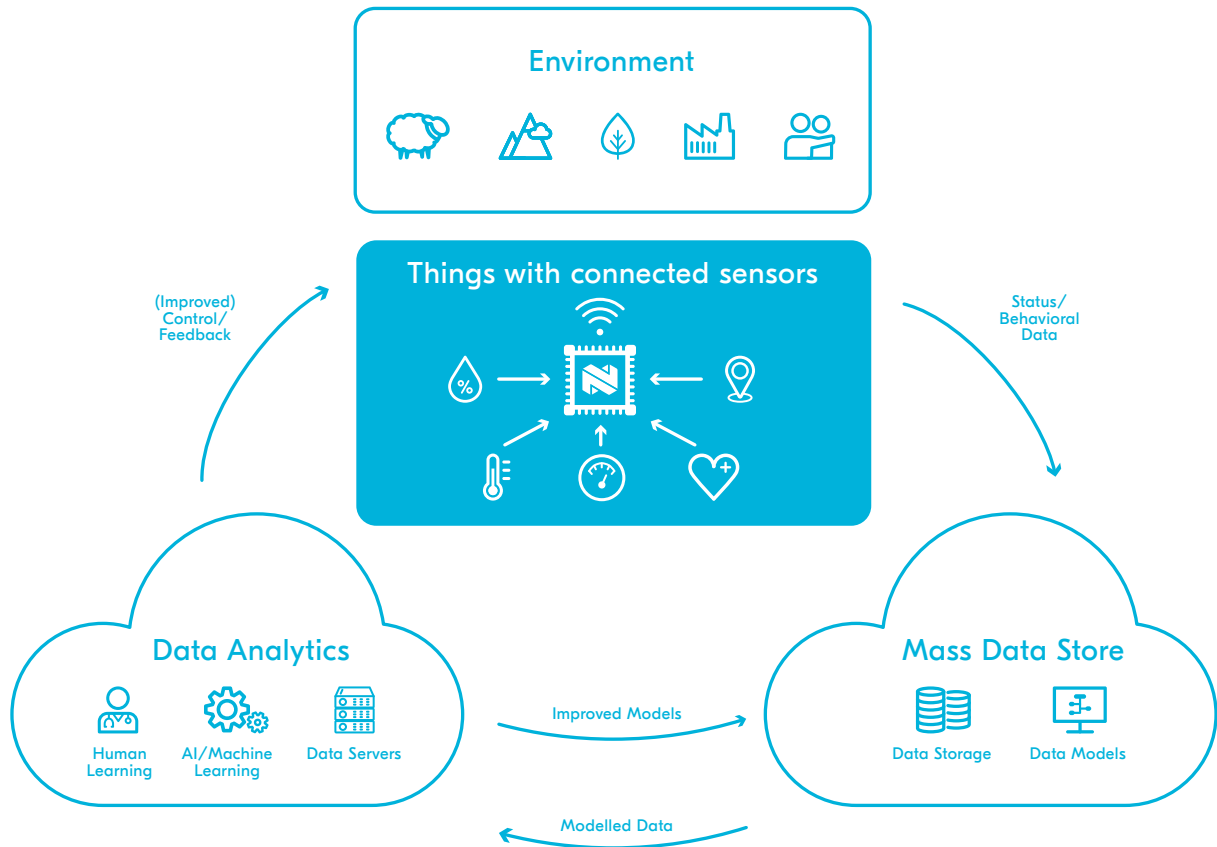 Environment
Things with connected sensors
(Improved)
Control/
Feedback
Status/
Behavioral
Data
%
Data Analytics
Human
Learning
AI/Machine
Learning
Data Servers
Improved Models
Mass Data Store
Data Storage
Data Models
Modelled Data